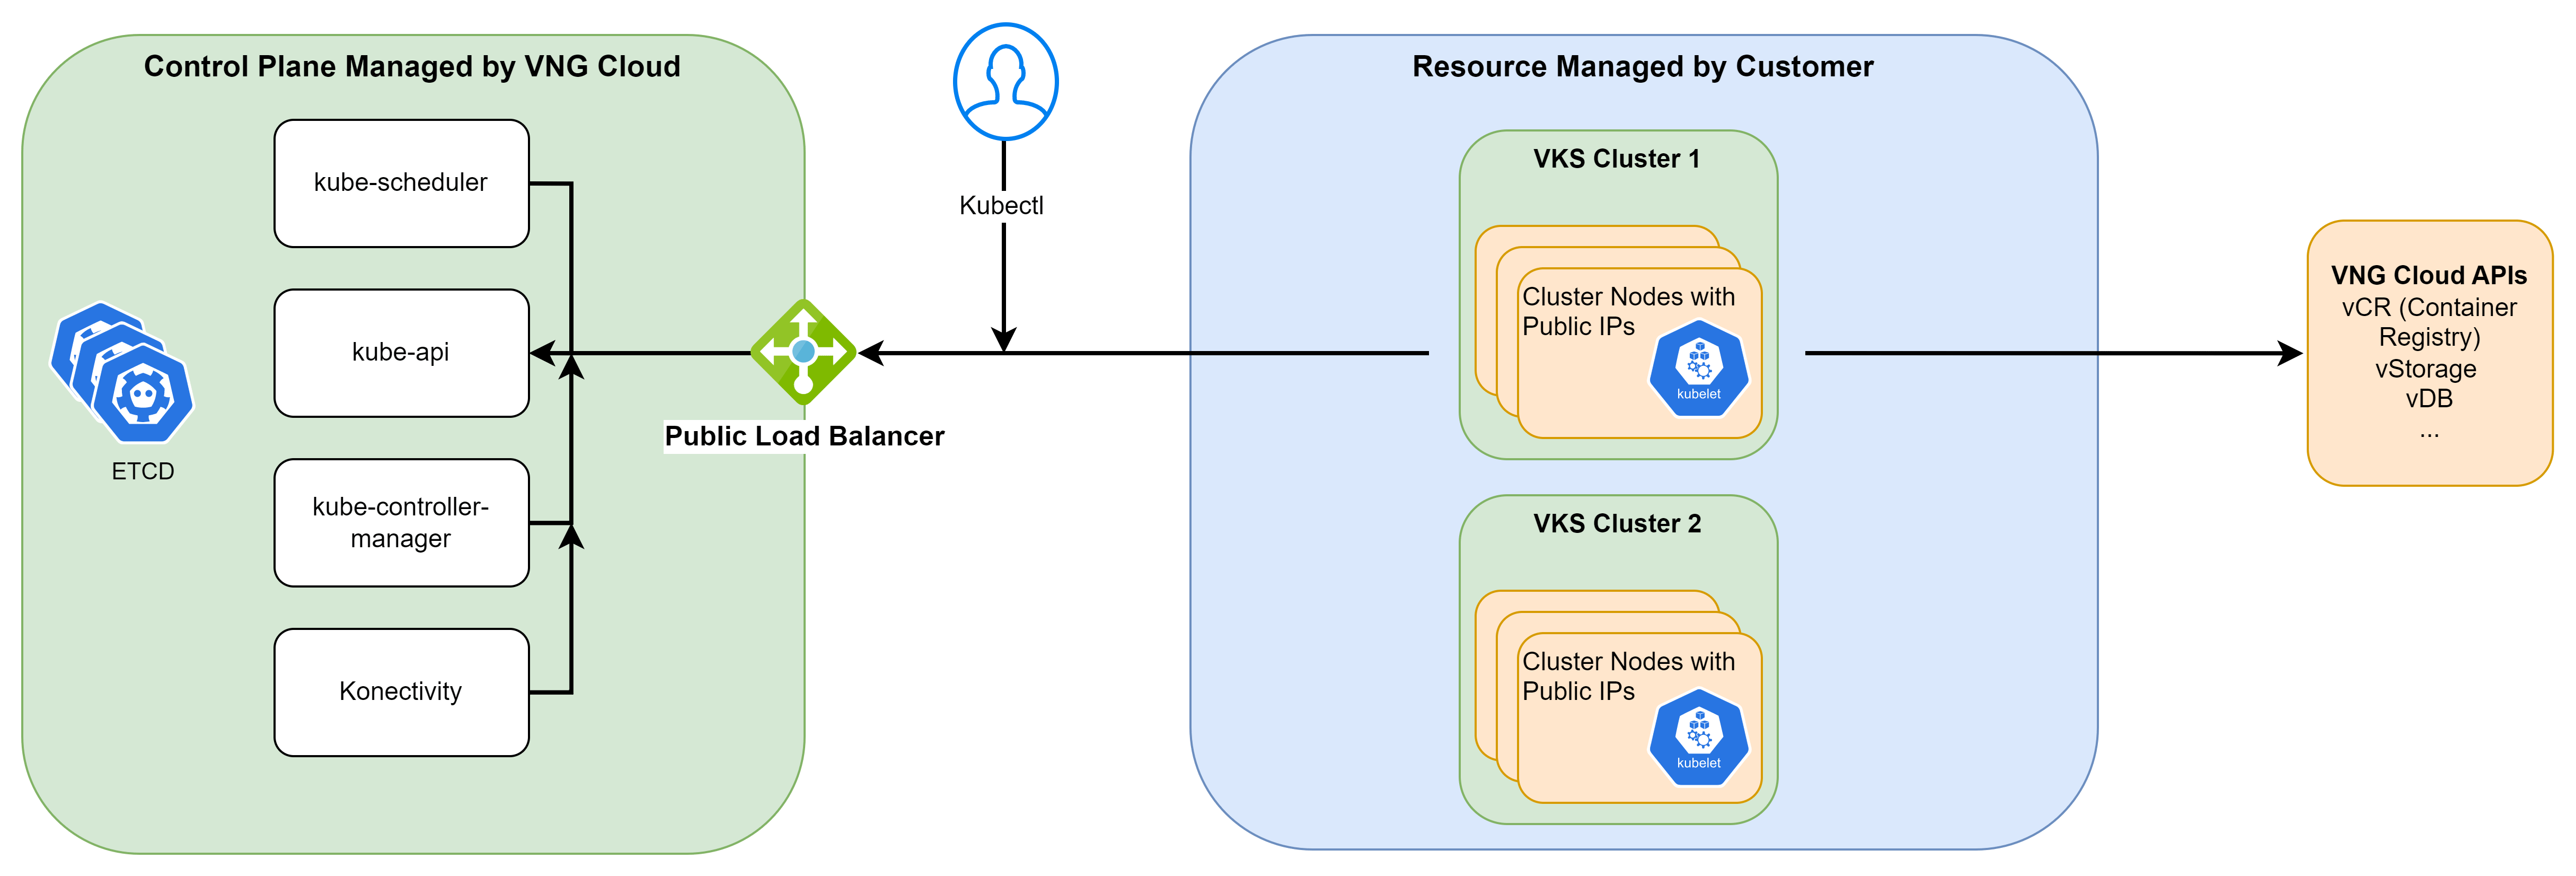 Control Plane Managed by VNG Cloud
kube-scheduler
kube-api
ETCD
kube-controller-
manager
Konectivity
Public Load Balancer
Kubectl
Resource Managed by Customer
VKS Cluster 1
Cluster Nodes with
Public IPs
kubelet
VKS Cluster 2
Cluster Nodes with
Public IPs
kubelet
VNG Cloud APIs
vCR (Container
Registry)
vStorage
vDB
...